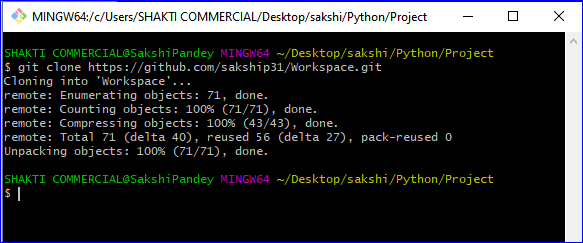 MINGW64:/c/Users/SHAKTI COMMERCIAL/Desktop/sakshi/Python/Project
SHAKTI COMMERCIAL@SakshiPandey MINGW64 ~/Desktop/sakshi/Python/Project
$ git clone https://github.com/sakship31/Workspace.git
Cloning into 'Workspace'...
remote: Enumerating objects: 71, done.
remote: Counting objects: 100% (71/71), done.
remote: Compressing objects: 100% (43/43), done.
remote: Total 71 (delta 40), reused 56 (delta 27), pack-reused 0
Unpacking objects: 100% (71/71), done.
SHAKTI COMMERCIAL@SakshiPandey MINGW64 ~/Desktop/sakshi/Python/Project
$